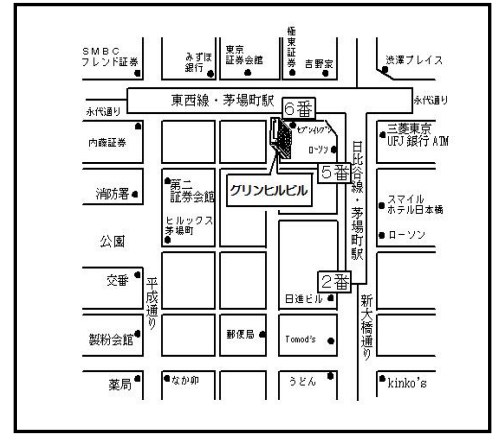 SMBC
フレンド証券
みずほ
銀行
東京
証券会館
極東証券
吉野家
渋澤プレイス
永代通り
東西線・茅場町駅
6番
永代通り
内藤証券
セブンイレブン
ローソン
三菱東京
UFJ銀行ATM
5番
消防署
第二
証券会館
グリンヒルビル
日比谷線・茅場町駅
スマイル
ホテル日本橋
ヒルックス
茅場町
ローソン
公園
交番
平成通り
2番
日進ビル
新大橋通り
製粉会館
郵便局
Tomod's
薬局
なか卯
うどん
kinko's